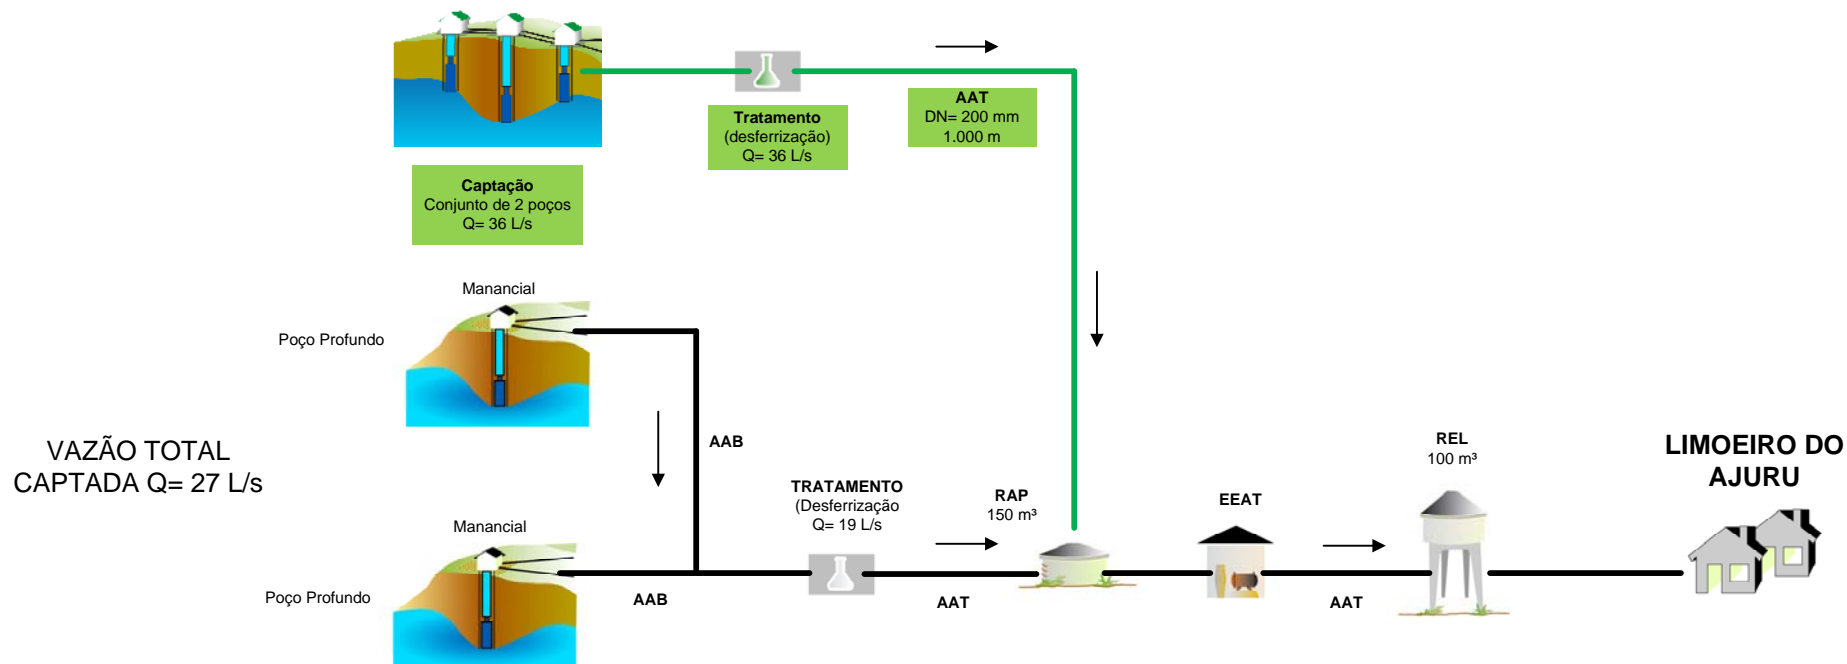 AAT
DN= 200 mm
1.000 m
Tratamento
(desferrização)
Q= 36 L/s
Captação
Conjunto de 2 poços
Q= 36 L/s
Manancial
Poço Profundo
VAZÃO TOTAL
CAPTADA Q= 27 L/s
AAB
TRATAMENTO
(Desferrização
Q= 19 L/s
RAP
150 m³
EEAT
REL
100 m³
LIMOEIRO DO
AJURU
Manancial
Poço Profundo
AAB
AAT
AAT